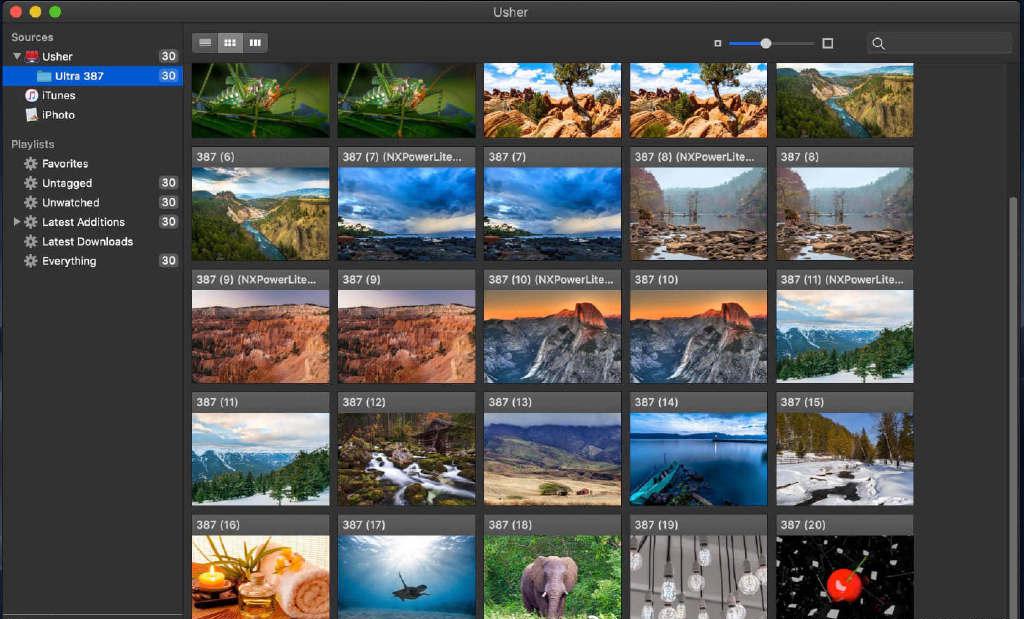 Usher
Sources
Usher 30
Ultra 387 30
iTunes
iPhoto
Playlists
Favorites
Untagged 30
Unwatched 30
Latest Additions 30
Latest Downloads
Everything 30
387 (6)
387 (7) (NXPowerLite...
387 (7)
387 (8) (NXPowerLite...
387 (8)
387 (9) (NXPowerLite...
387 (9)
387 (10) (NXPowerLite...
387 (10)
387 (11) (NXPowerLite...
387 (11)
387 (12)
387 (13)
387 (14)
387 (15)
387 (16)
387 (17)
387 (18)
387 (19)
387 (20)